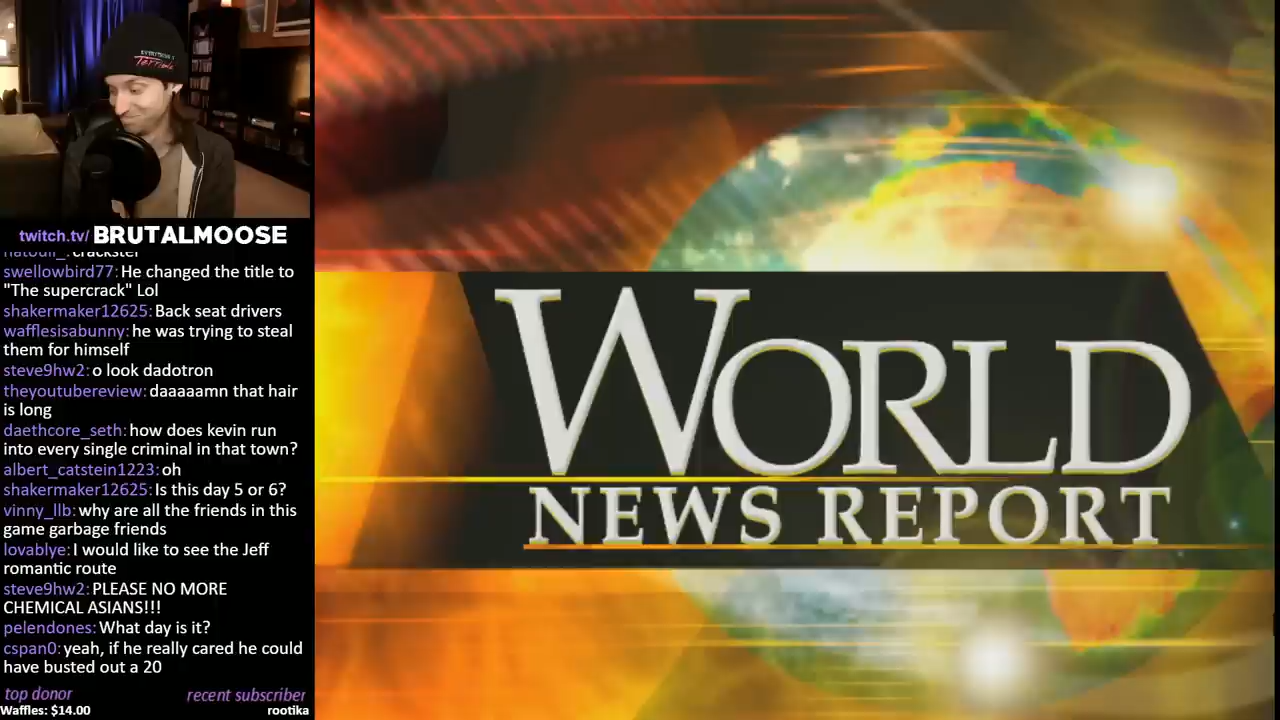 EVERYTHING IS
Terrible
twitch.tv/ BRUTALMOOSE
crackster
swellowbird77: He changed the title to
"The supercrack" Lol
shakermaker12625: Back seat drivers
wafflesisabunny: he was trying to steal
them for himself
steve9hw2: o look dadotron
theyoutubereview: daaaaamn that hair
is long
daethcore_seth: how does kevin run
into every single criminal in that town?
albert_catstein1223: oh
shakermaker12625: Is this day 5 or 6?
vinny_llb: why are all the friends in this
game garbage friends
lovablye: I would like to see the Jeff
romantic route
steve9hw2: PLEASE NO MORE
CHEMICAL ASIANS!!!
pelendones: What day is it?
cspan0: yeah, if he really cared he could
have busted out a 20
top donor recent subscriber
Waffles: $14.00 rootika
WORLD
NEWS REPORT